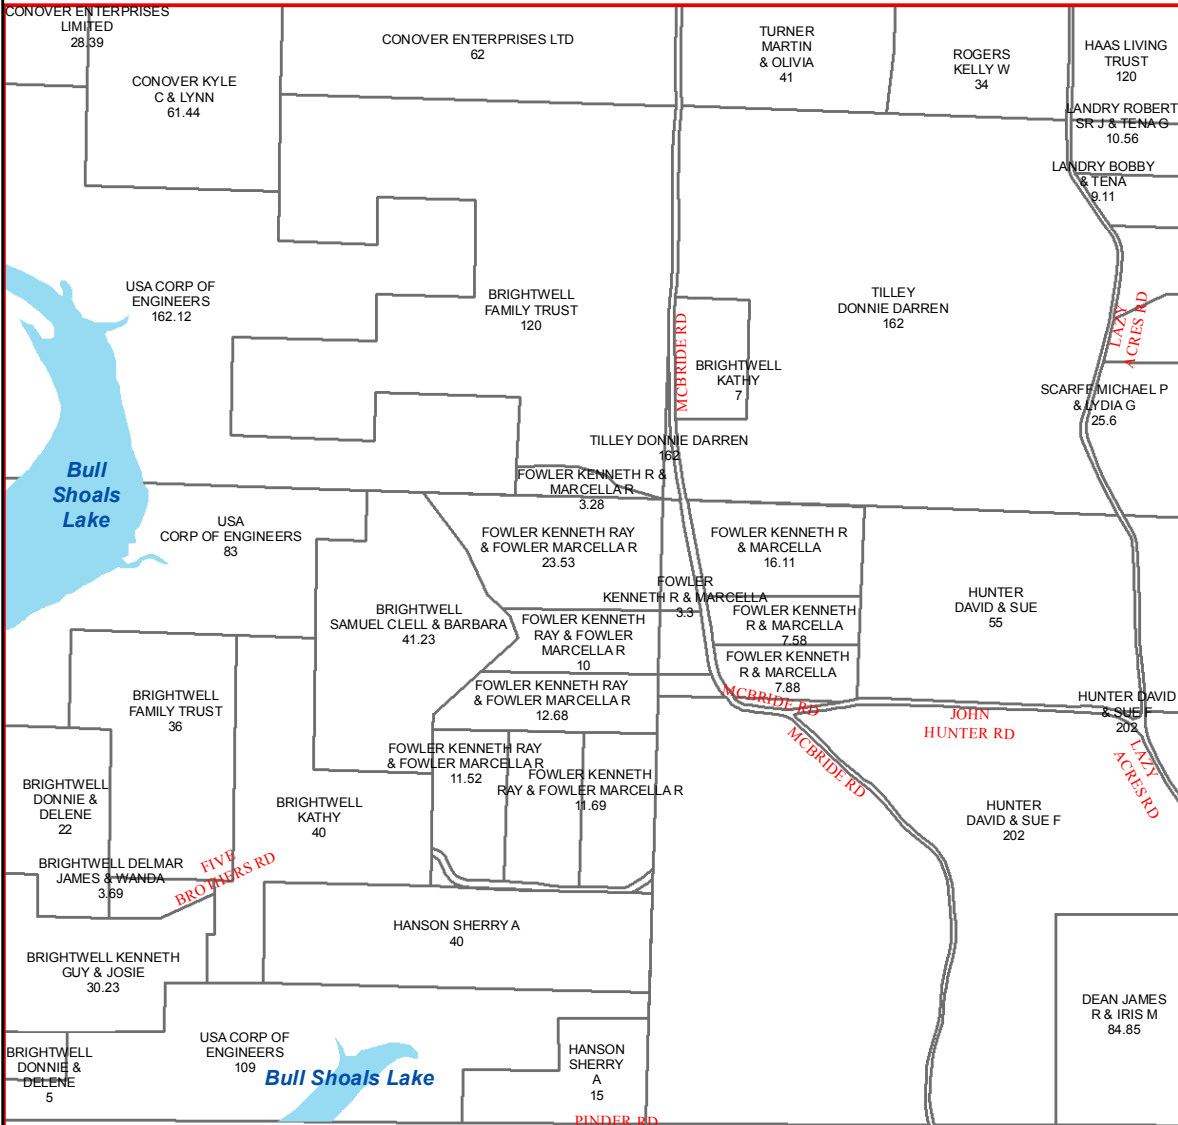 CONOVER ENTERPRISES
LIMITED
28.39
CONOVER KYLE
C & LYNN
61.44
CONOVER ENTERPRISES LTD
62
TURNER
MARTIN
& OLIVIA
41
ROGERS
KELLY W
34
HAAS LIVING
TRUST
120
LANDRY ROBERT
SR J & TENA G
10.56
LANDRY BOBBY
& TENA
9.11
USA CORP OF
ENGINEERS
162.12
BRIGHTWELL
FAMILY TRUST
120
TILLEY
DONNIE DARREN
162
MCBRIDE RD
BRIGHTWELL
KATHY
7
LAZY
ACRES RD
SCARFF MICHAEL P
& LYDIA G
25.6
TILLEY DONNIE DARREN
162
Bull
Shoals
Lake
FOWLER KENNETH R &
MARCELLA R
3.28
USA
CORP OF ENGINEERS
83
FOWLER KENNETH RAY
& FOWLER MARCELLA R
23.53
FOWLER KENNETH R
& MARCELLA
16.11
FOWLER
KENNETH R & MARCELLA
3.3
HUNTER
DAVID & SUE
55
BRIGHTWELL
SAMUEL CLELL & BARBARA
41.23
FOWLER KENNETH
RAY & FOWLER
MARCELLA R
10
FOWLER KENNETH
R & MARCELLA
7.58
FOWLER KENNETH
R & MARCELLA
7.88
FOWLER KENNETH RAY
& FOWLER MARCELLA R
12.68
BRIGHTWELL
FAMILY TRUST
36
MCBRIDE RD
JOHN
HUNTER RD
HUNTER DAVID
& SUE F
202
MCBRIDE RD
LAZY
ACRES RD
FOWLER KENNETH RAY
& FOWLER MARCELLA R
11.52
FOWLER KENNETH
RAY & FOWLER MARCELLA R
11.69
BRIGHTWELL
DONNIE &
DELENE
22
BRIGHTWELL
KATHY
40
HUNTER
DAVID & SUE F
202
BRIGHTWELL DELMAR
JAMES & WANDA
3.69
FIVE
BROTHERS RD
HANSON SHERRY A
40
BRIGHTWELL KENNETH
GUY & JOSIE
30.23
DEAN JAMES
R & IRIS M
84.85
BRIGHTWELL
DONNIE &
DELENE
5
USA CORP OF
ENGINEERS
109
Bull Shoals Lake
HANSON
SHERRY
A
15
PINDER RD